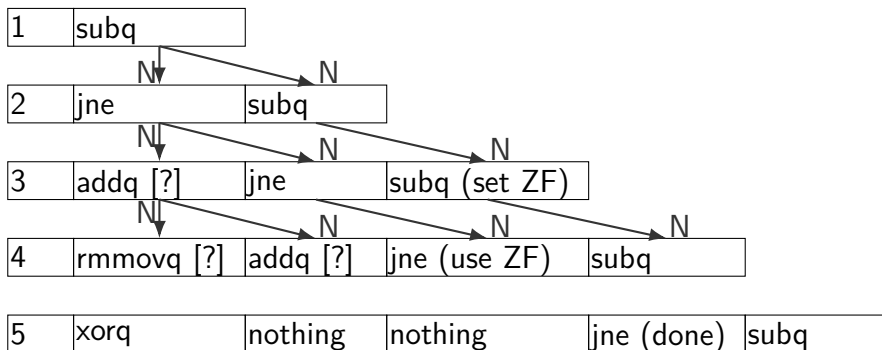 1 subq
N N
2 jne subq
N N N
3 addq [?] jne subq (set ZF)
N N N N
4 rmmovq [?] addq [?] jne (use ZF) subq
5 xorq nothing nothing jne (done) subq